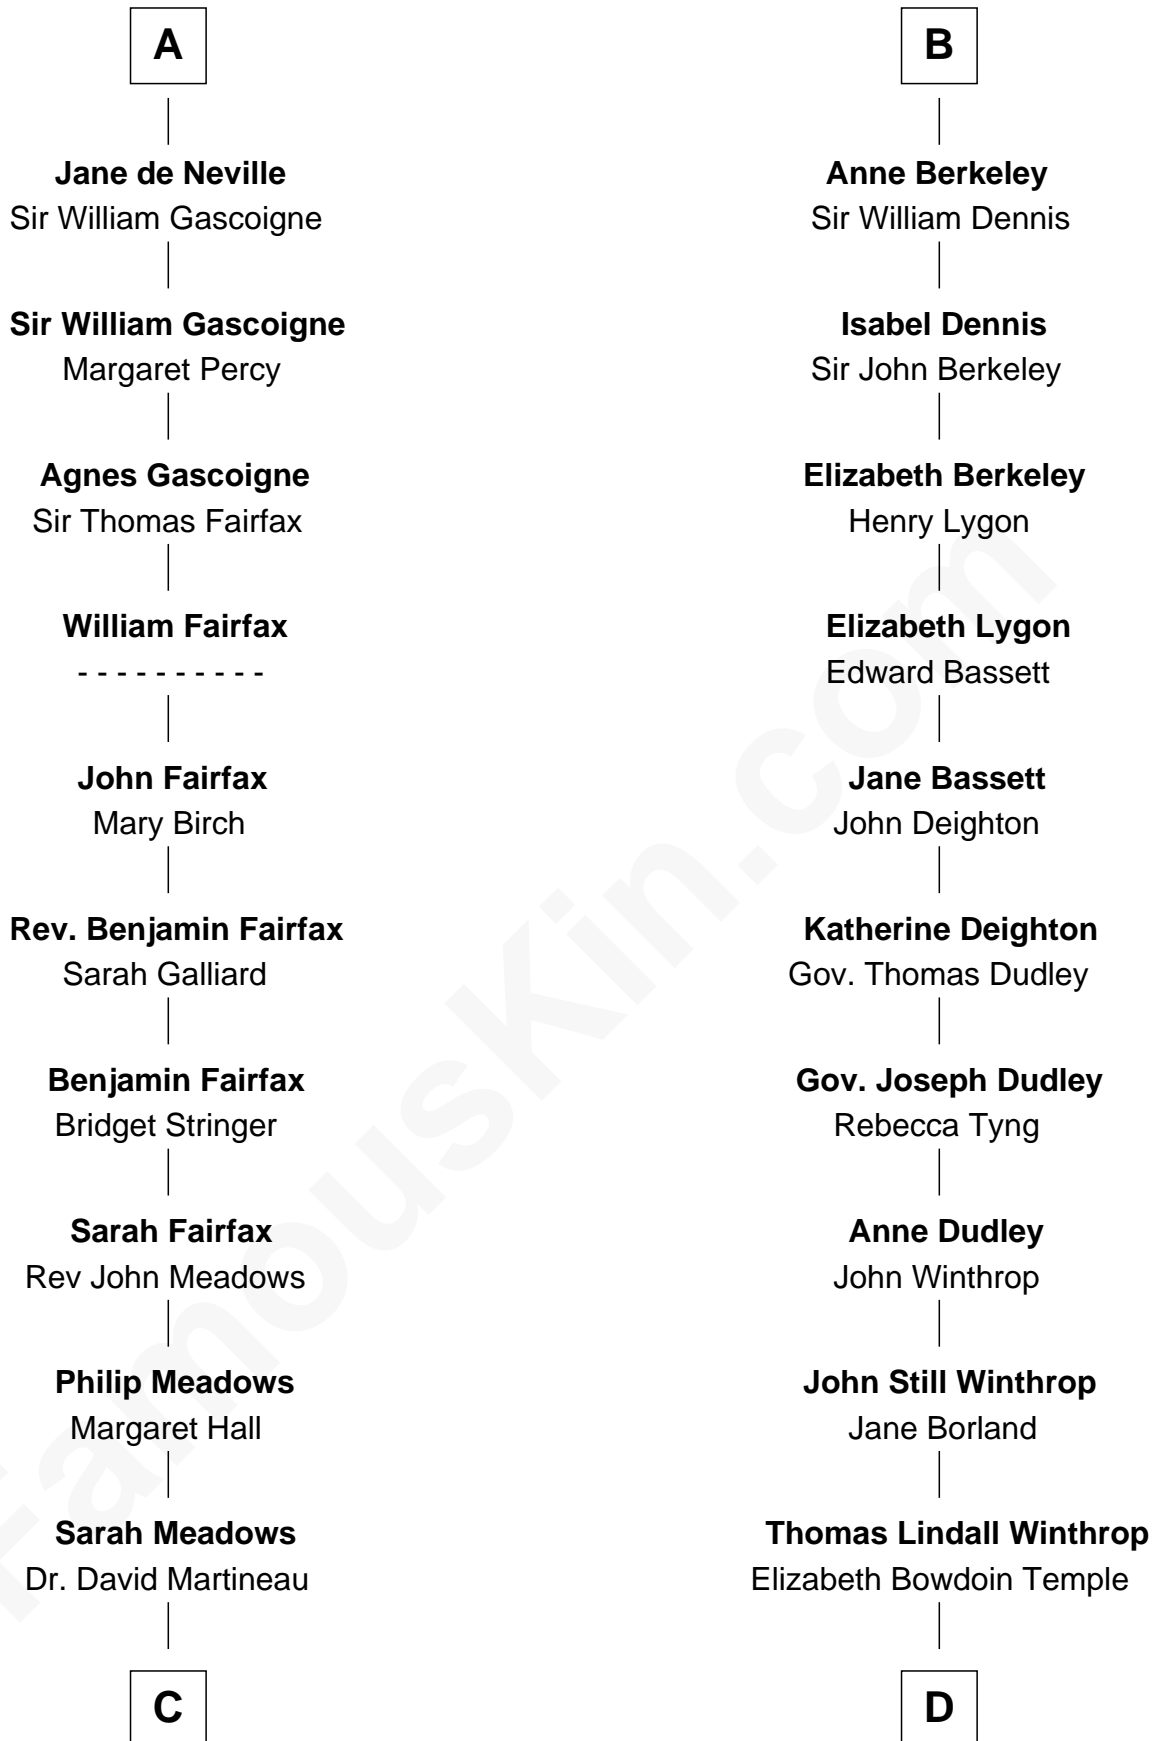 A
Jane de Neville
Sir William Gascoigne
Sir William Gascoigne
Margaret Percy
Agnes Gascoigne
Sir Thomas Fairfax
William Fairfax
- - - - - - - - - -
John Fairfax
Mary Birch
Rev. Benjamin Fairfax
Sarah Galliard
Benjamin Fairfax
Bridget Stringer
Sarah Fairfax
Rev John Meadows
Philip Meadows
Margaret Hall
Sarah Meadows
Dr. David Martineau
C
B
Anne Berkeley
Sir William Dennis
Isabel Dennis
Sir John Berkeley
Elizabeth Berkeley
Henry Lygon
Elizabeth Lygon
Edward Bassett
Jane Bassett
John Deighton
Katherine Deighton
Gov. Thomas Dudley
Gov. Joseph Dudley
Rebecca Tyng
Anne Dudley
John Winthrop
John Still Winthrop
Jane Borland
Thomas Lindall Winthrop
Elizabeth Bowdoin Temple
D
FamousKin.com